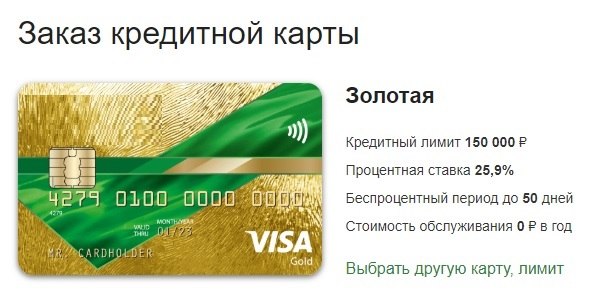 Заказ кредитной карты
Золотая
Кредитный лимит 150 000 ₽
Процентная ставка 25,9%
Беспроцентный период до 50 дней
Стоимость обслуживания 0 ₽ в год
Выбрать другую карту, лимит
4279 0100 0000 0000
4279
VALID THRU
MONTH/YEAR
01/23
MR. CARDHOLDER
VISA
Gold